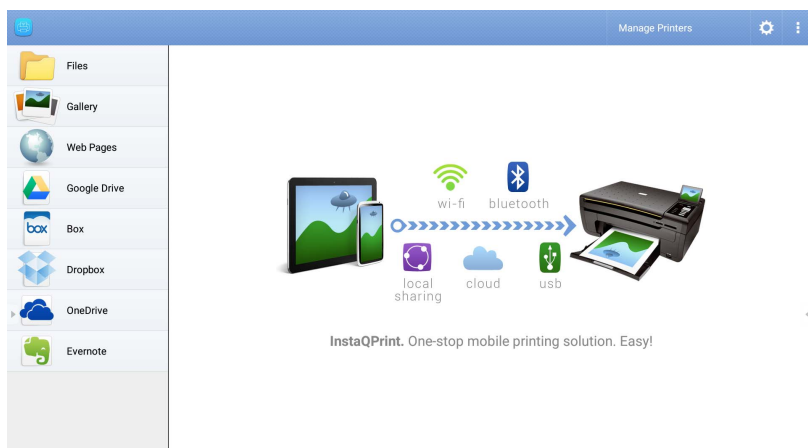 Manage Printers
Files
Gallery
Web Pages
Google Drive
box
Box
Dropbox
OneDrive
Evernote
wi-fi
bluetooth
local
sharing
cloud
usb
InstaQPrint. One-stop mobile printing solution. Easy!